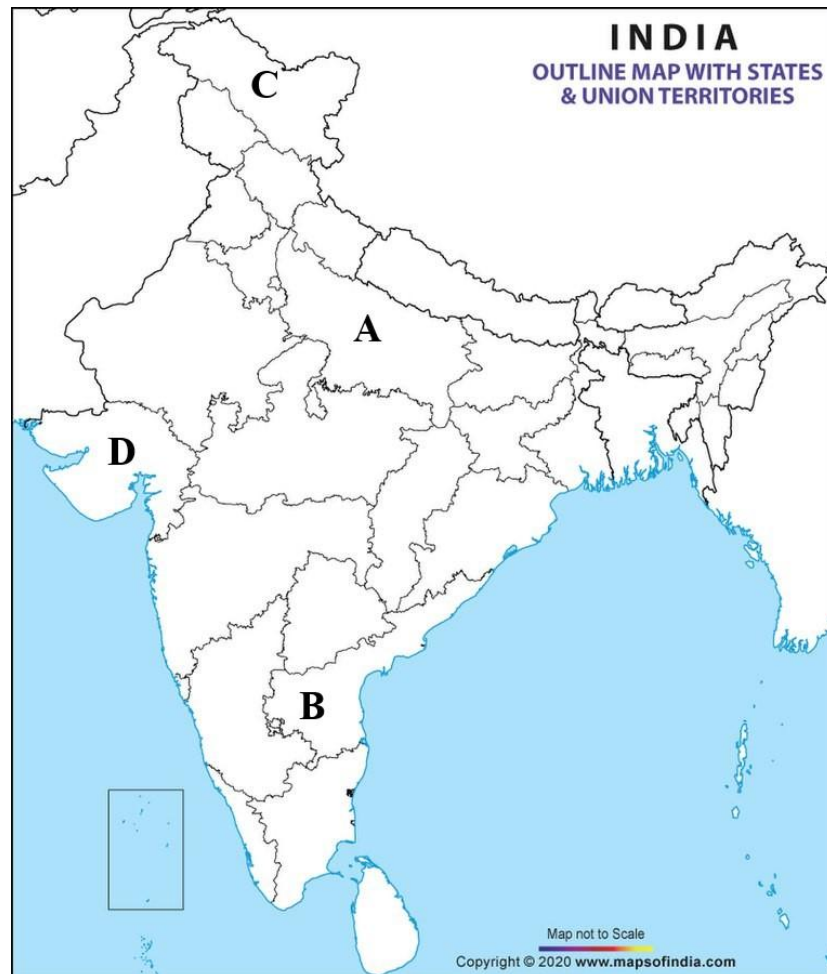 INDIA
OUTLINE MAP WITH STATES
& UNION TERRITORIES
C
A
D
B
Map not to Scale
Copyright © 2020 www.mapsofindia.com